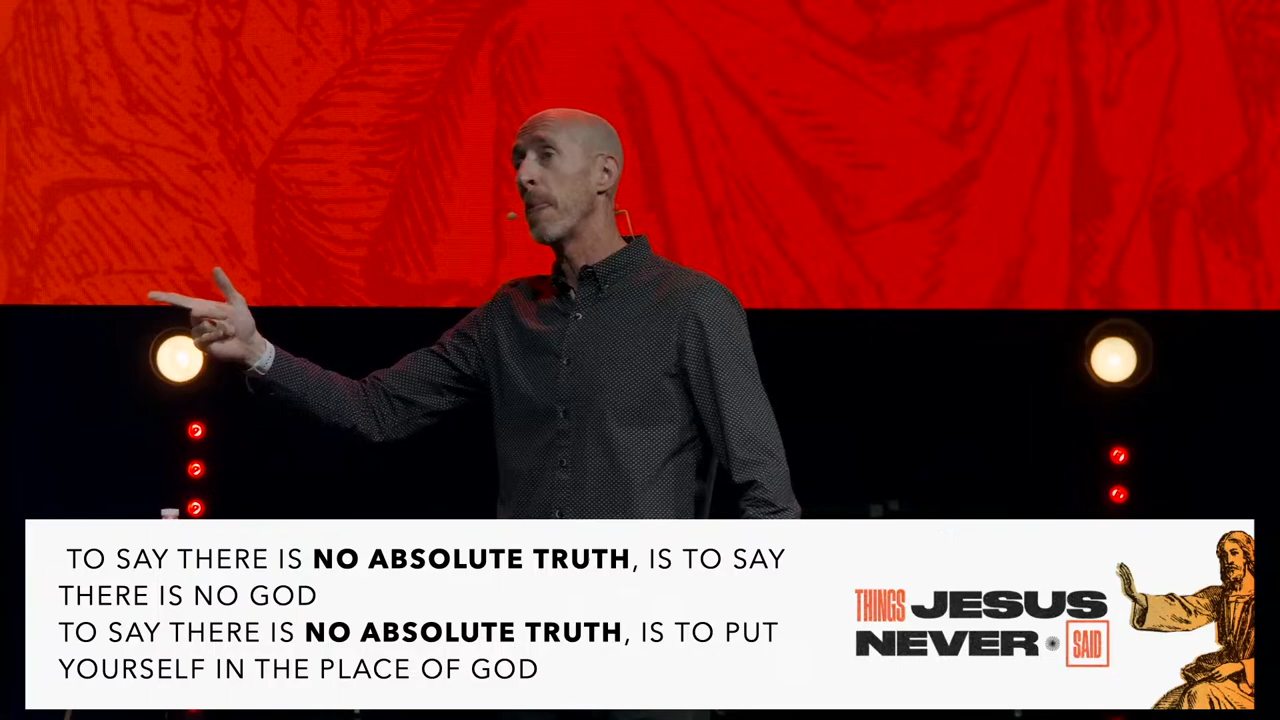 TO SAY THERE IS NO ABSOLUTE TRUTH, IS TO SAY
THERE IS NO GOD
TO SAY THERE IS NO ABSOLUTE TRUTH, IS TO PUT
YOURSELF IN THE PLACE OF GOD
THINGS JESUS
NEVER SAID